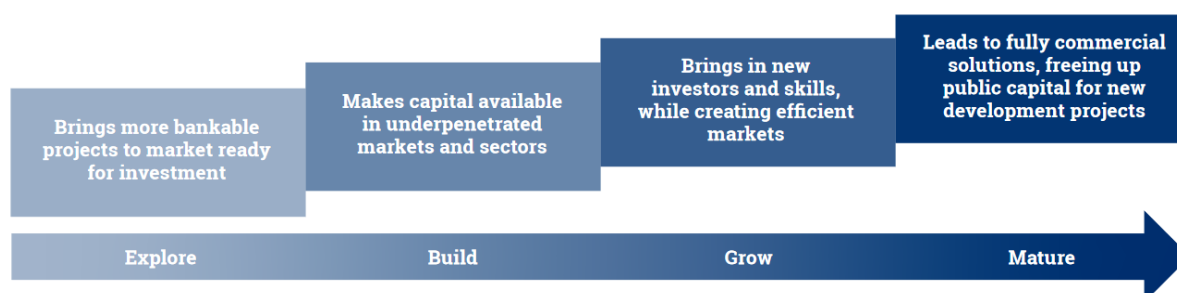 Brings more bankable
projects to market ready
for investment
Makes capital available
in underpenetrated
markets and sectors
Brings in new
investors and skills,
while creating efficient
markets
Leads to fully commercial
solutions, freeing up
public capital for new
development projects
Explore
Build
Grow
Mature